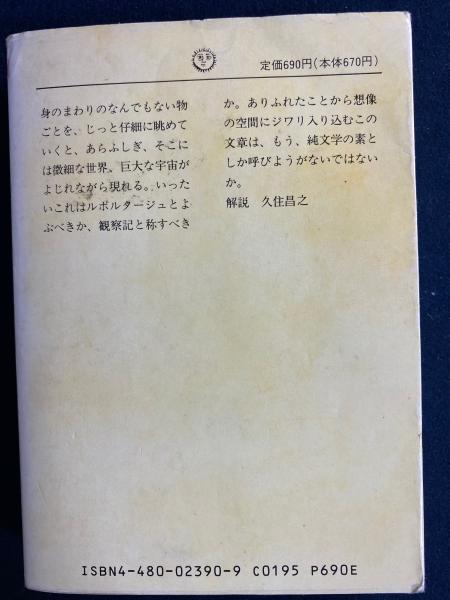 定価690円(本体670円)
身のまわりのなんでもない物
ごとを、じっと仔細に眺めて
いくと、あらふしぎ、そこに
は微細な世界、巨大な宇宙が
よじれながら現れる。いった
いこれはルポルタージュとよ
ぶべきか、観察記と称すべき
か。ありふれたことから想像
の空間にジワリ入り込むこの
文章は、もう、純文学の素と
しか呼びようがないではない
か。
解説 久住昌之
ISBN4-480-02390-9 C0195 P690E